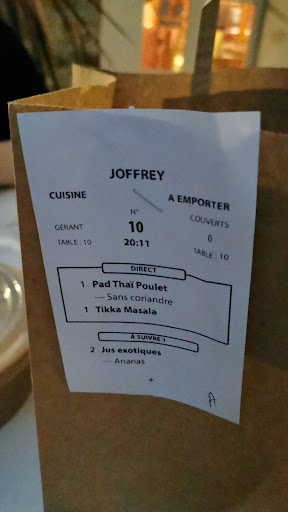 JOFFREY
CUISINE A EMPORTER
N°
GERANT 10 COUVERTS
0
TABLE : 10 20:11 TABLE : 10
DIRECT
1 Pad Thaï Poulet
— Sans coriandre
1 Tikka Masala
À SUIVRE 1
2 Jus exotiques
— Ananas
A